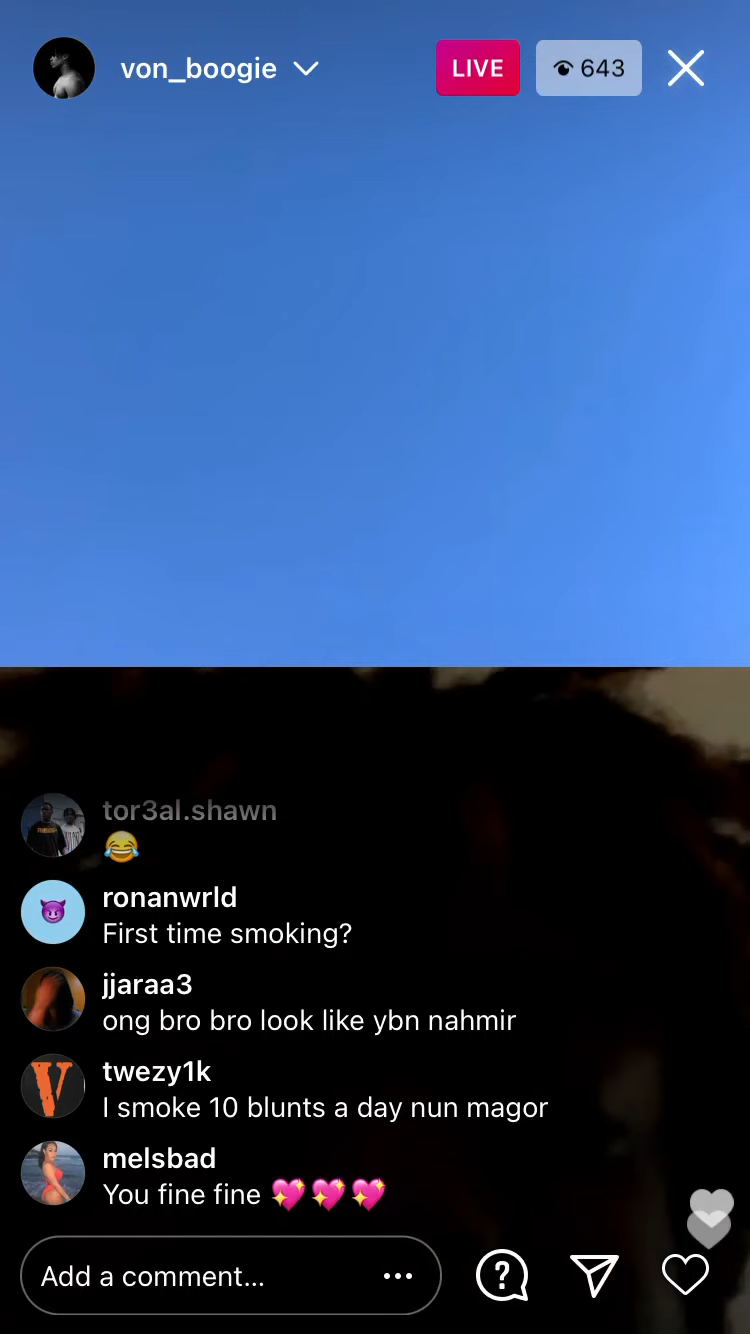 von_boogie
LIVE
643
tor3al.shawn
😂
ronanwrld
First time smoking?
jjaraa3
ong bro bro look like ybn nahmir
twezy1k
I smoke 10 blunts a day nun magor
melsbad
You fine fine 💖💖💖
Add a comment...